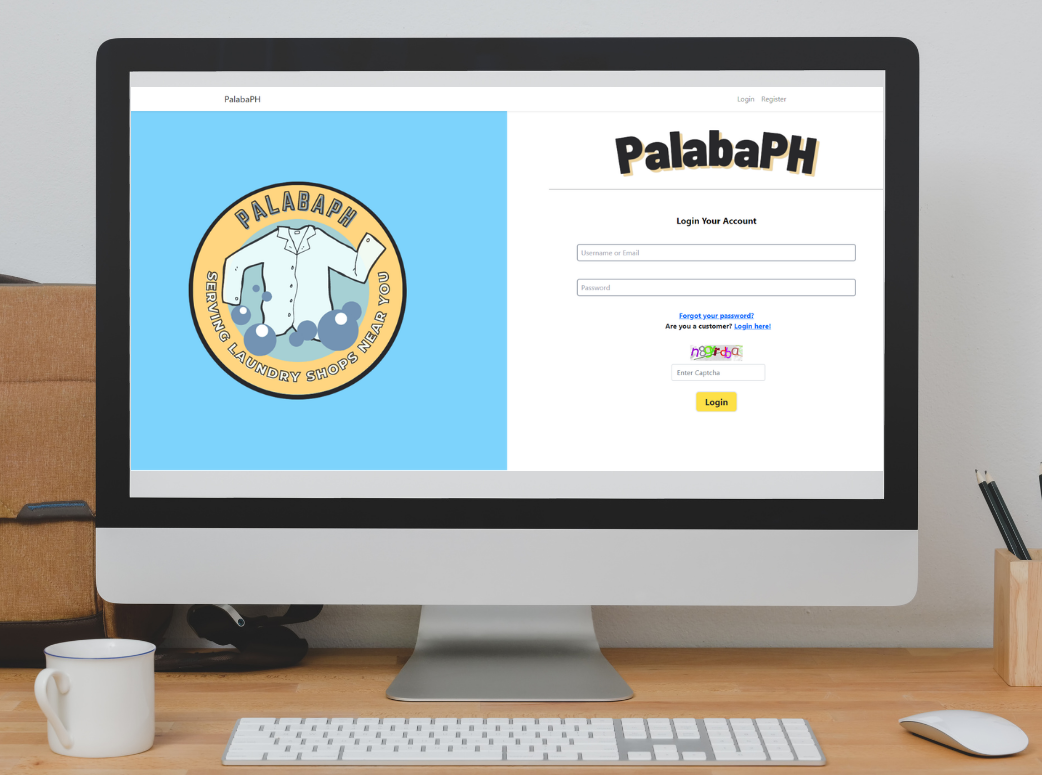 PalabaPH
Login Register
PALABAPH
SERVING LAUNDRY SHOPS NEAR YOU
PalabaPH
Login Your Account
Username or Email
Password
Forgot your password?
Are you a customer? Login here!
Enter Captcha
Login